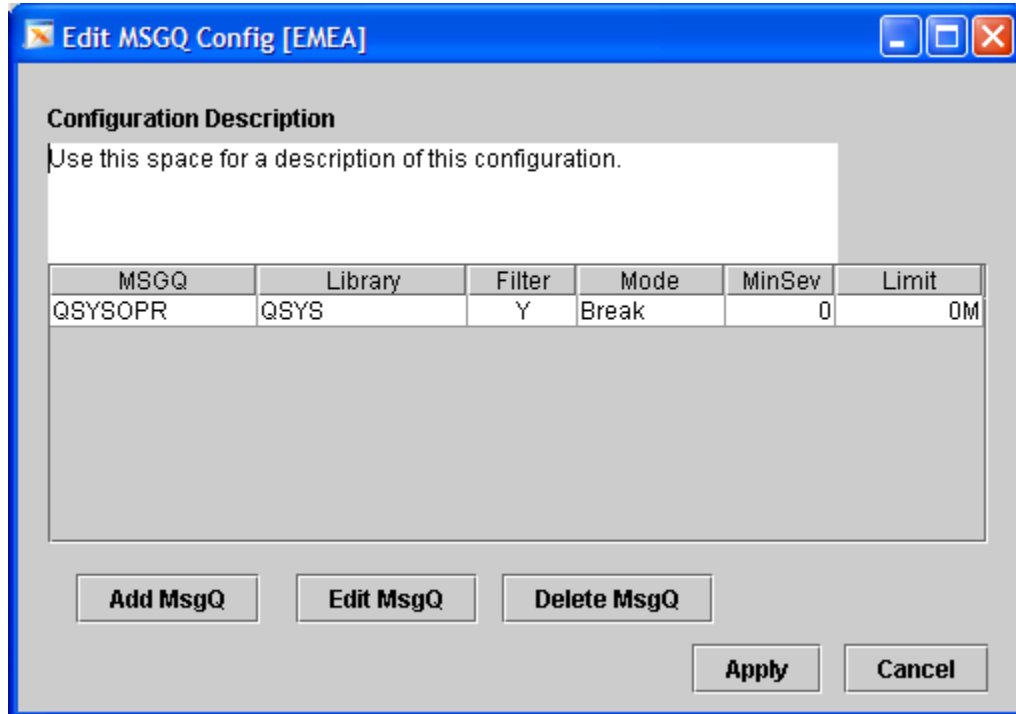 Edit MSGQ Config [EMEA]
Configuration Description
Use this space for a description of this configuration.
MSGQ Library Filter Mode MinSev Limit
QSYSOPR QSYS Y Break 0 0M
Add MsgQ Edit MsgQ Delete MsgQ
Apply Cancel